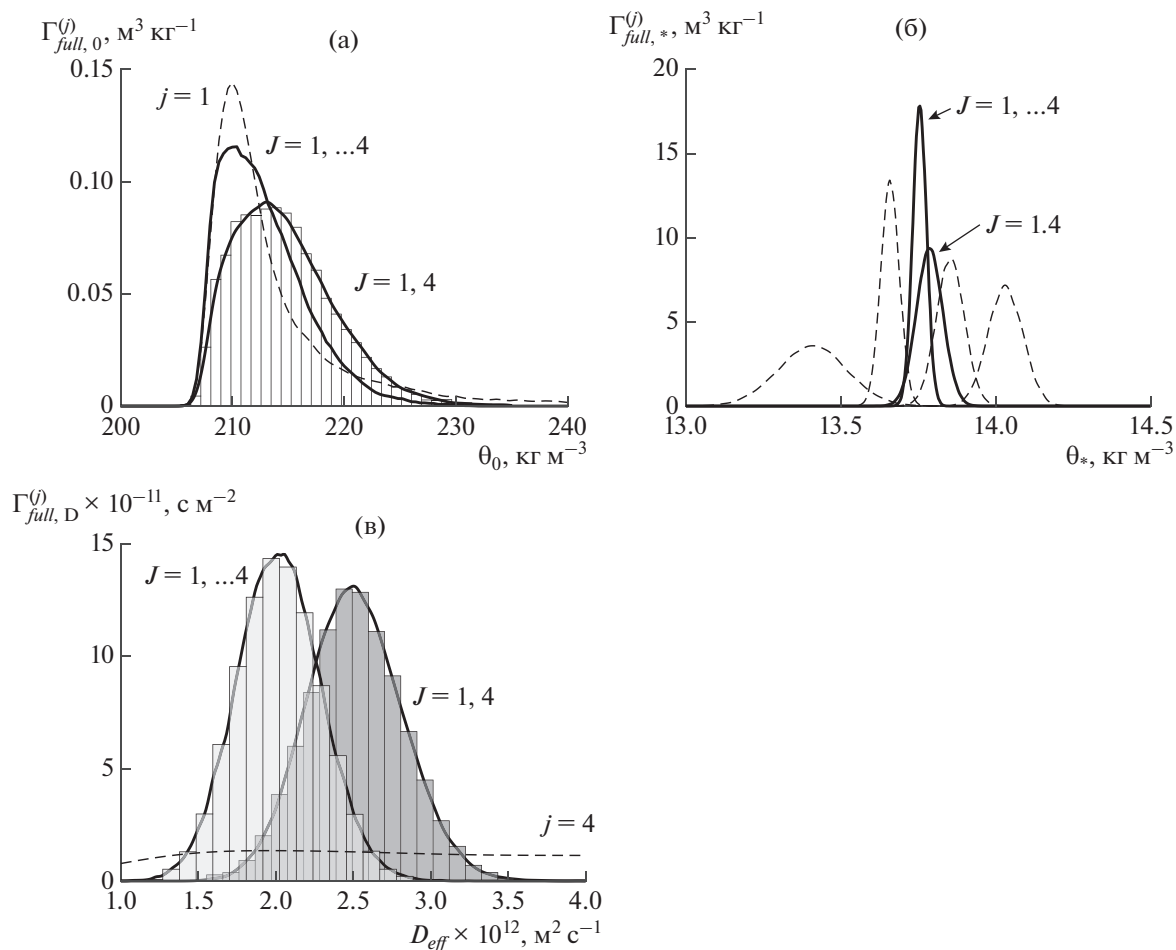 Γ(j)full, 0, м3 кг−1
(а)
0.15
0.10
0.05
0
j = 1
J = 1, ...4
J = 1, 4
200 210 220 230 240
θ0, кг м−3
Γ(j)full, *, м3 кг−1
(б)
20
15
10
5
0
J = 1, ...4
J = 1.4
13.0 13.5 14.0 14.5
θ*, кг м−3
Γ(j)full, D × 10−11, с м−2
(в)
15
10
5
0
J = 1, ...4
J = 1, 4
j = 4
1.0 1.5 2.0 2.5 3.0 3.5 4.0
Deff × 1012, м2 с−1